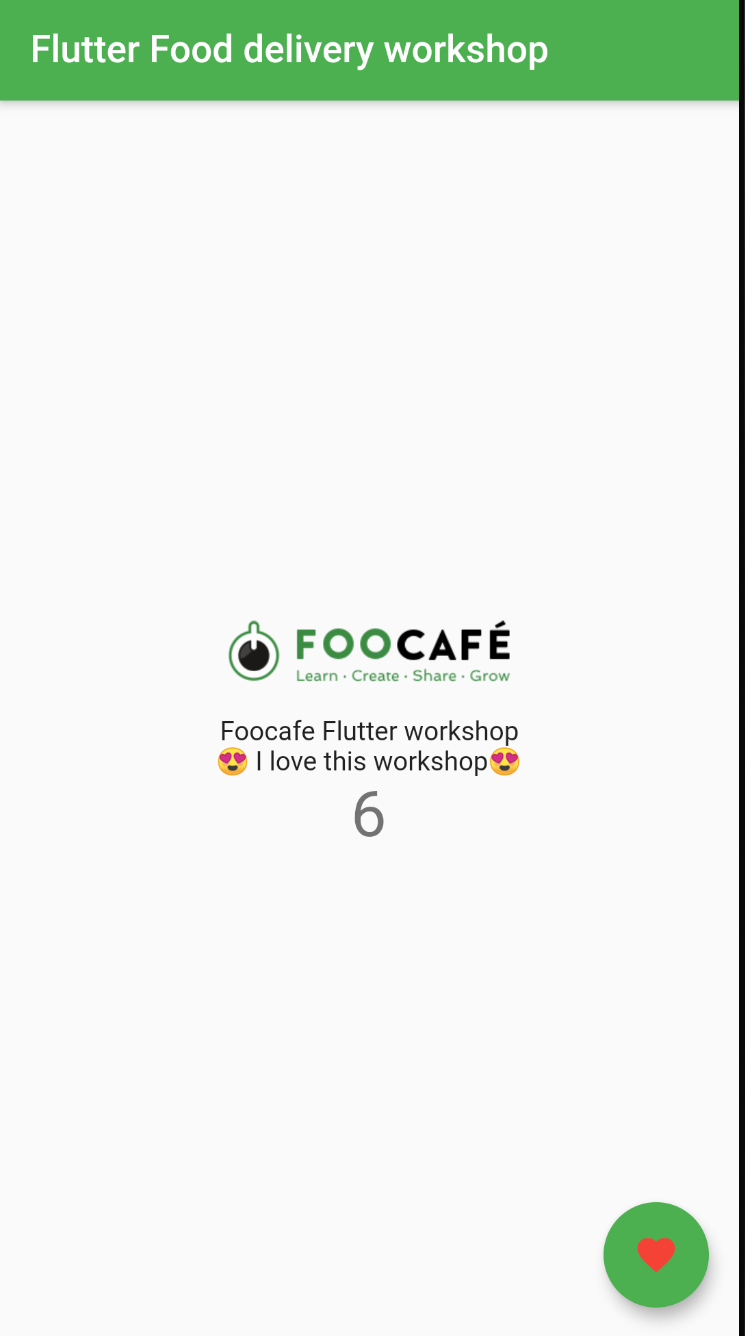 Flutter Food delivery workshop
FOOCAFÉ
Learn · Create · Share · Grow
Foocafe Flutter workshop
😍 I love this workshop😍
6